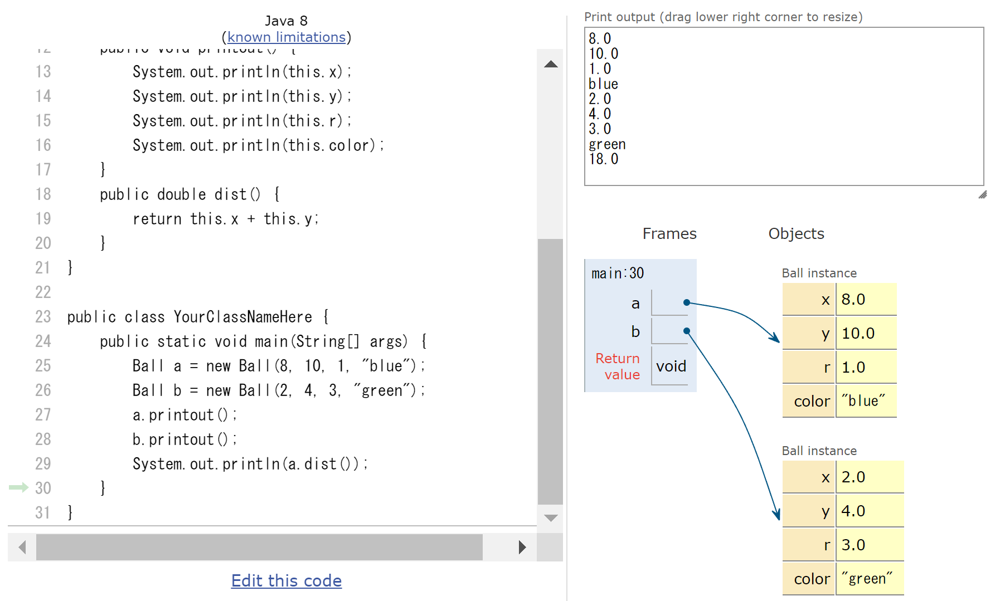 Java 8
(known limitations)
12     public void printout() {
13         System.out.println(this.x);
14         System.out.println(this.y);
15         System.out.println(this.r);
16         System.out.println(this.color);
17     }
18     public double dist() {
19         return this.x + this.y;
20     }
21 }
22
23 public class YourClassNameHere {
24     public static void main(String[] args) {
25         Ball a = new Ball(8, 10, 1, "blue");
26         Ball b = new Ball(2, 4, 3, "green");
27         a.printout();
28         b.printout();
29         System.out.println(a.dist());
30     }
31 }
Edit this code
Print output (drag lower right corner to resize)
8.0
10.0
1.0
blue
2.0
4.0
3.0
green
18.0
Frames
Objects
main:30
a
b
Return
value
void
Ball instance
x 8.0
y 10.0
r 1.0
color "blue"
Ball instance
x 2.0
y 4.0
r 3.0
color "green"